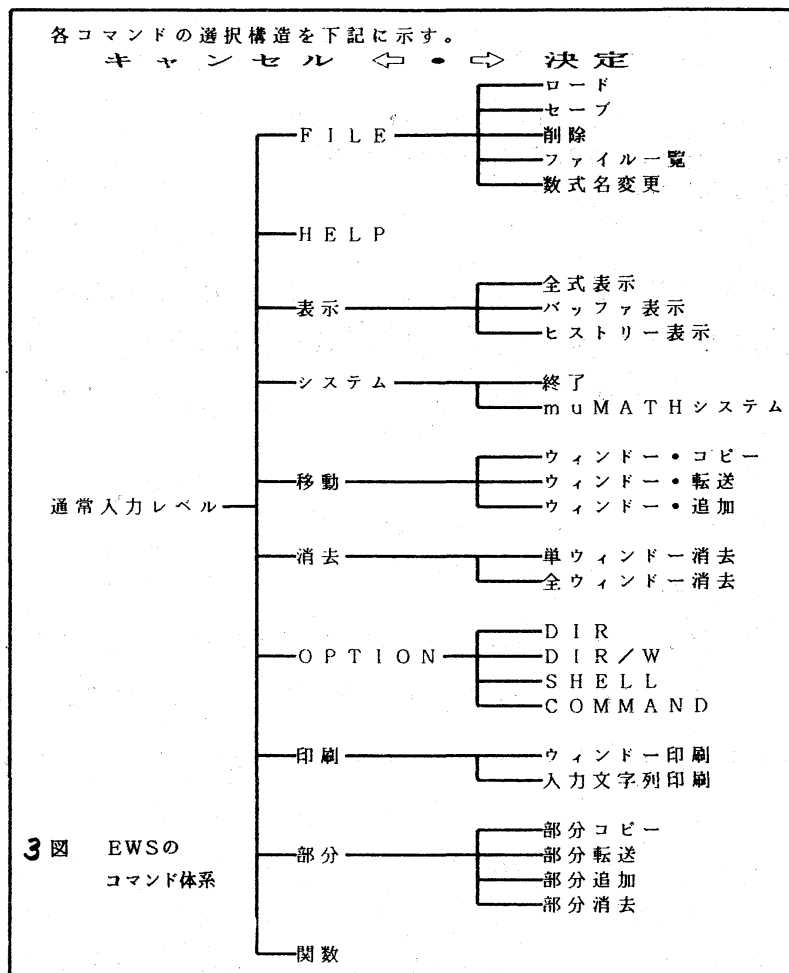 各コマンドの選択構造を下記に示す。
キャンセル ⇦ • ⇨ 決定
ロード
セーブ
FILE
削除
ファイル一覧
数式名変更
HELP
全式表示
表示
バッファ表示
ヒストリー表示
システム
終了
muMATHシステム
ウィンドー・コピー
移動
ウィンドー・転送
通常入力レベル
ウィンドー・追加
消去
単ウィンドー消去
全ウィンドー消去
DIR
OPTION
DIR/W
SHELL
COMMAND
印刷
ウィンドー印刷
入力文字列印刷
部分コピー
3図 EWSの
部分
部分転送
コマンド体系
部分追加
部分消去
関数